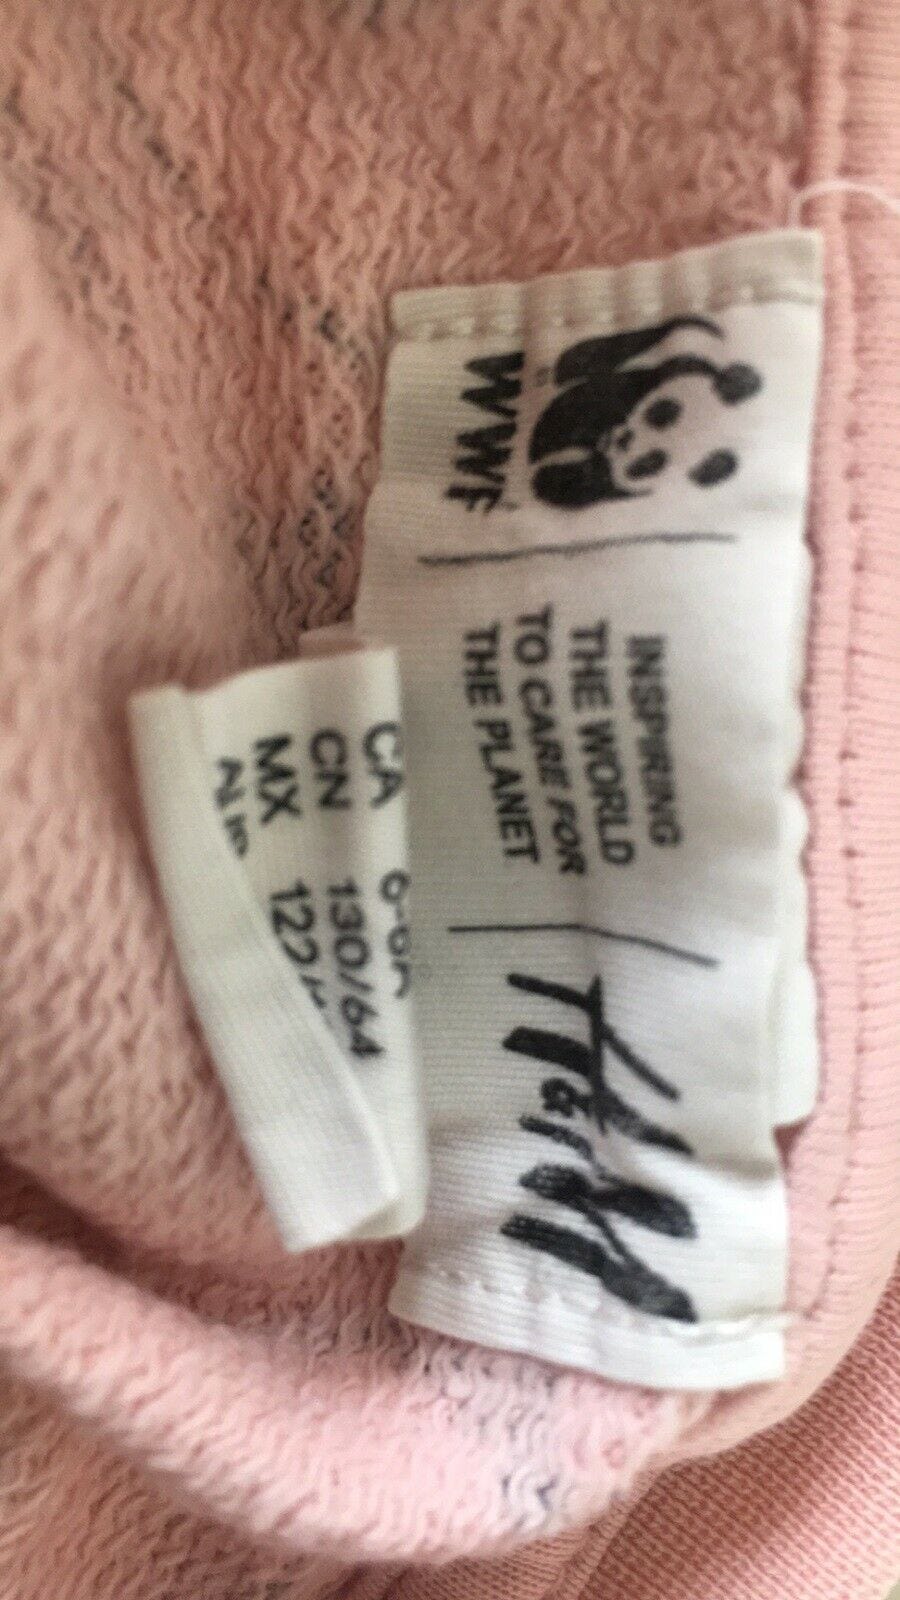 WWF
INSPIRING
THE WORLD
TO CARE FOR
THE PLANET
H&M
CA
CN 130/64
MX